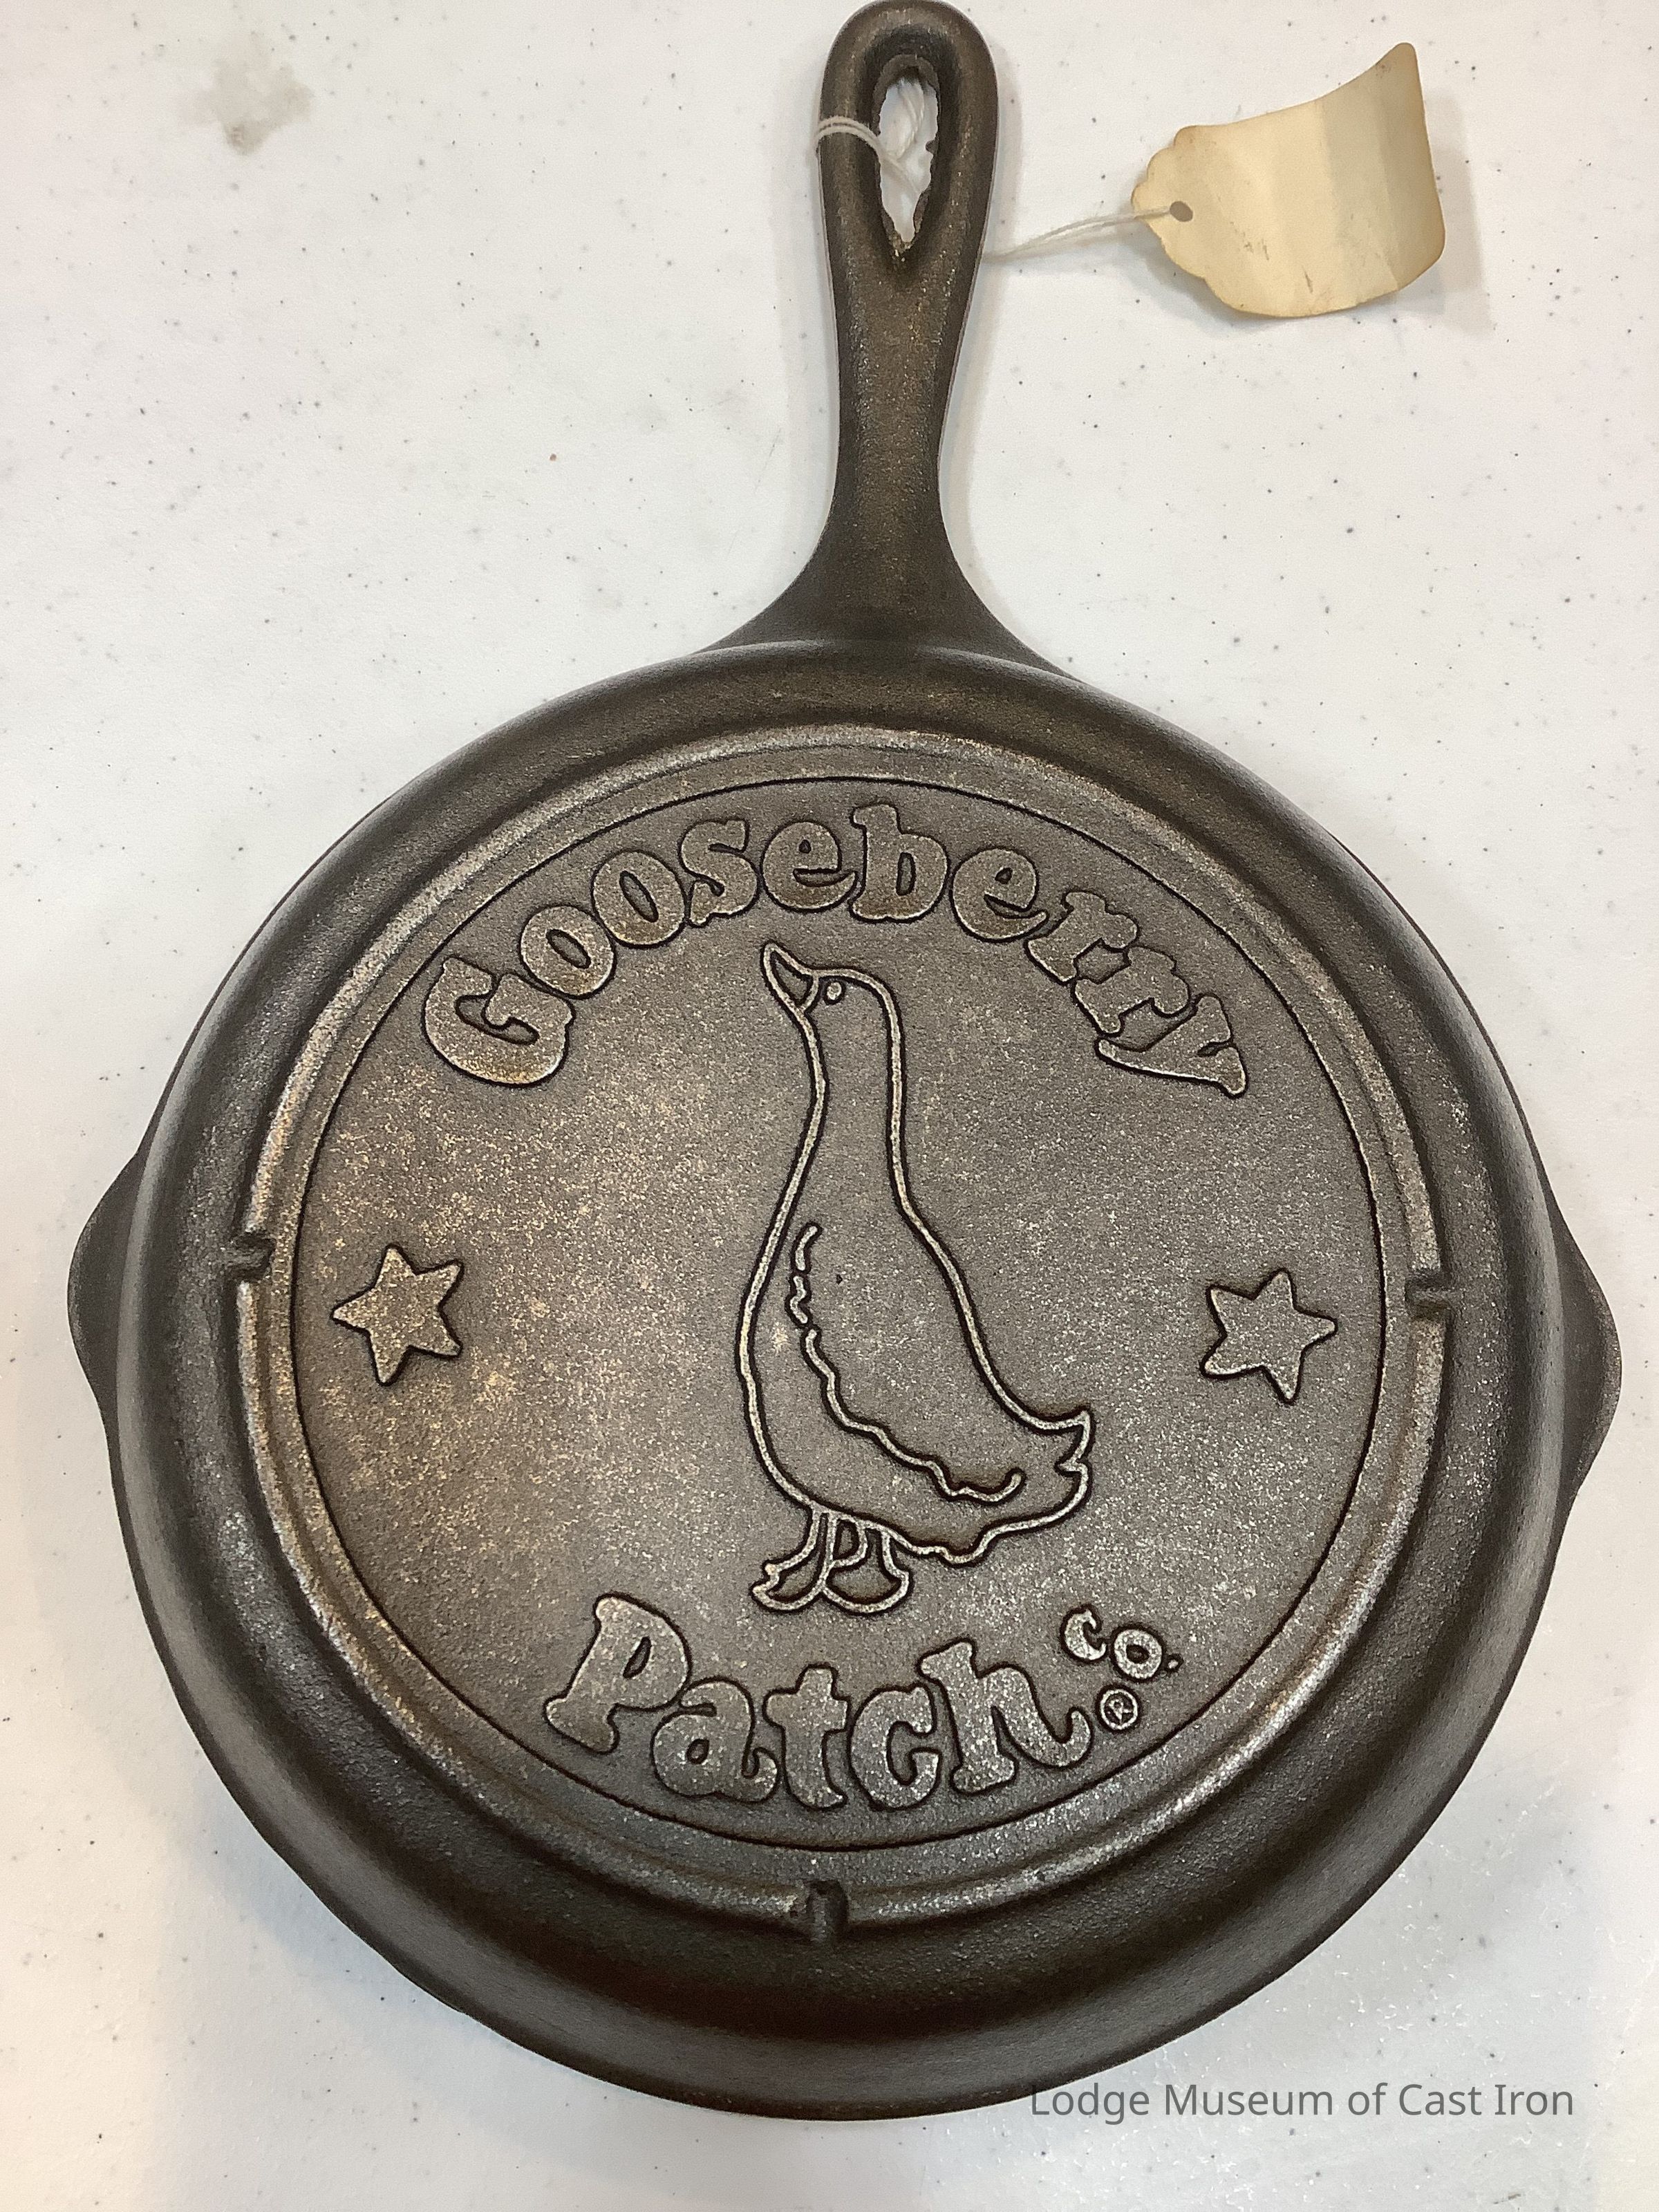 Gooseberry
Patch Co.
®
Lodge Museum of Cast Iron